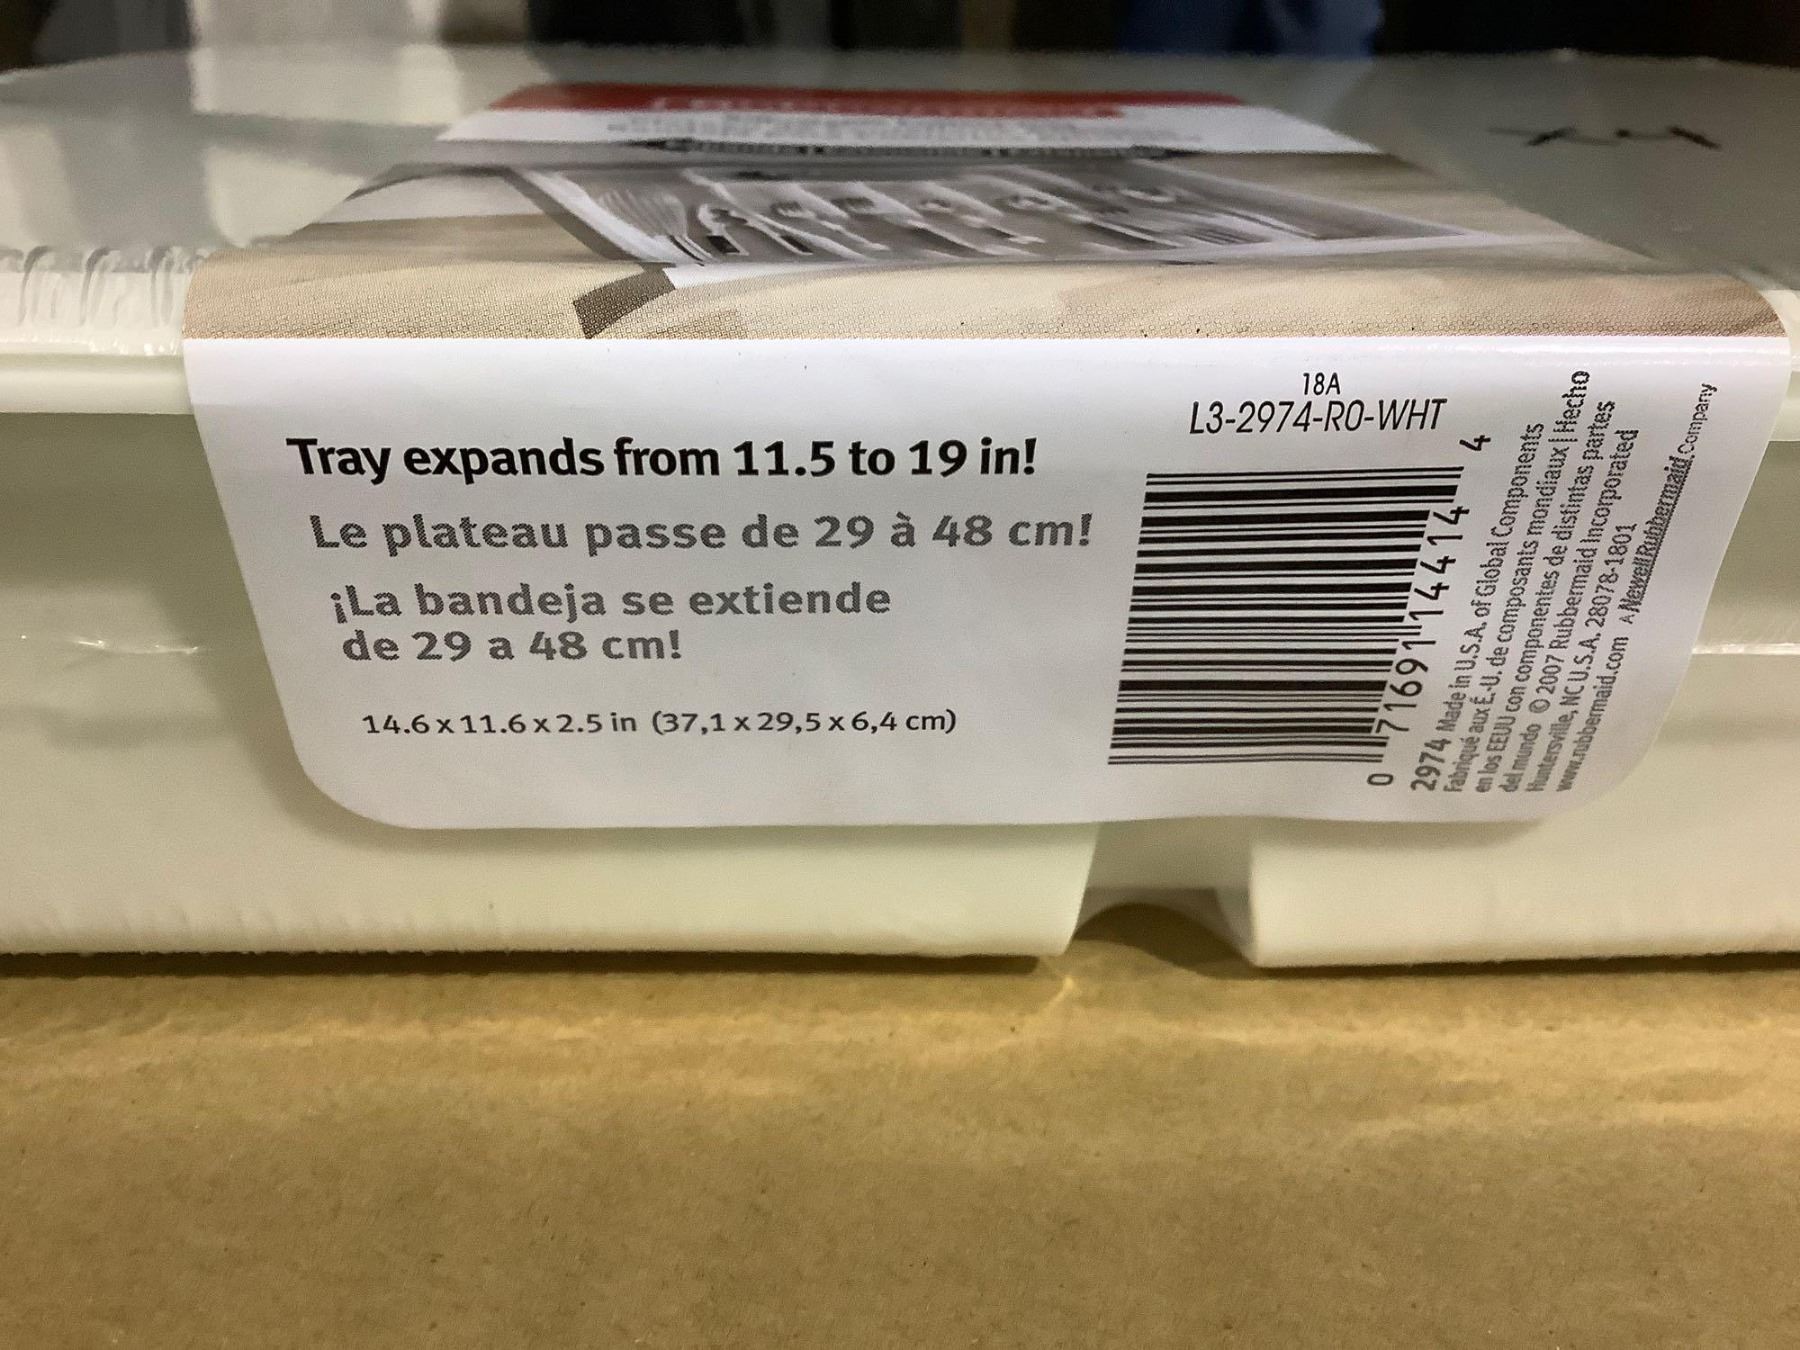 Tray expands from 11.5 to 19 in!
Le plateau passe de 29 à 48 cm!
¡La bandeja se extiende
de 29 a 48 cm!
14.6 x 11.6 x 2.5 in (37,1 x 29,5 x 6,4 cm)
18A
L3-2974-RO-WHT
0 71691 14414 4
2974 Made in U.S.A. of Global Components
Fabriqué aux É.-U. de composants mondiaux | Hecho
en los EEUU con componentes de distintas partes
del mundo © 2007 Rubbermaid Incorporated
Huntersville, NC U.S.A. 28078-1801
www.rubbermaid.com A Newell Rubbermaid Company